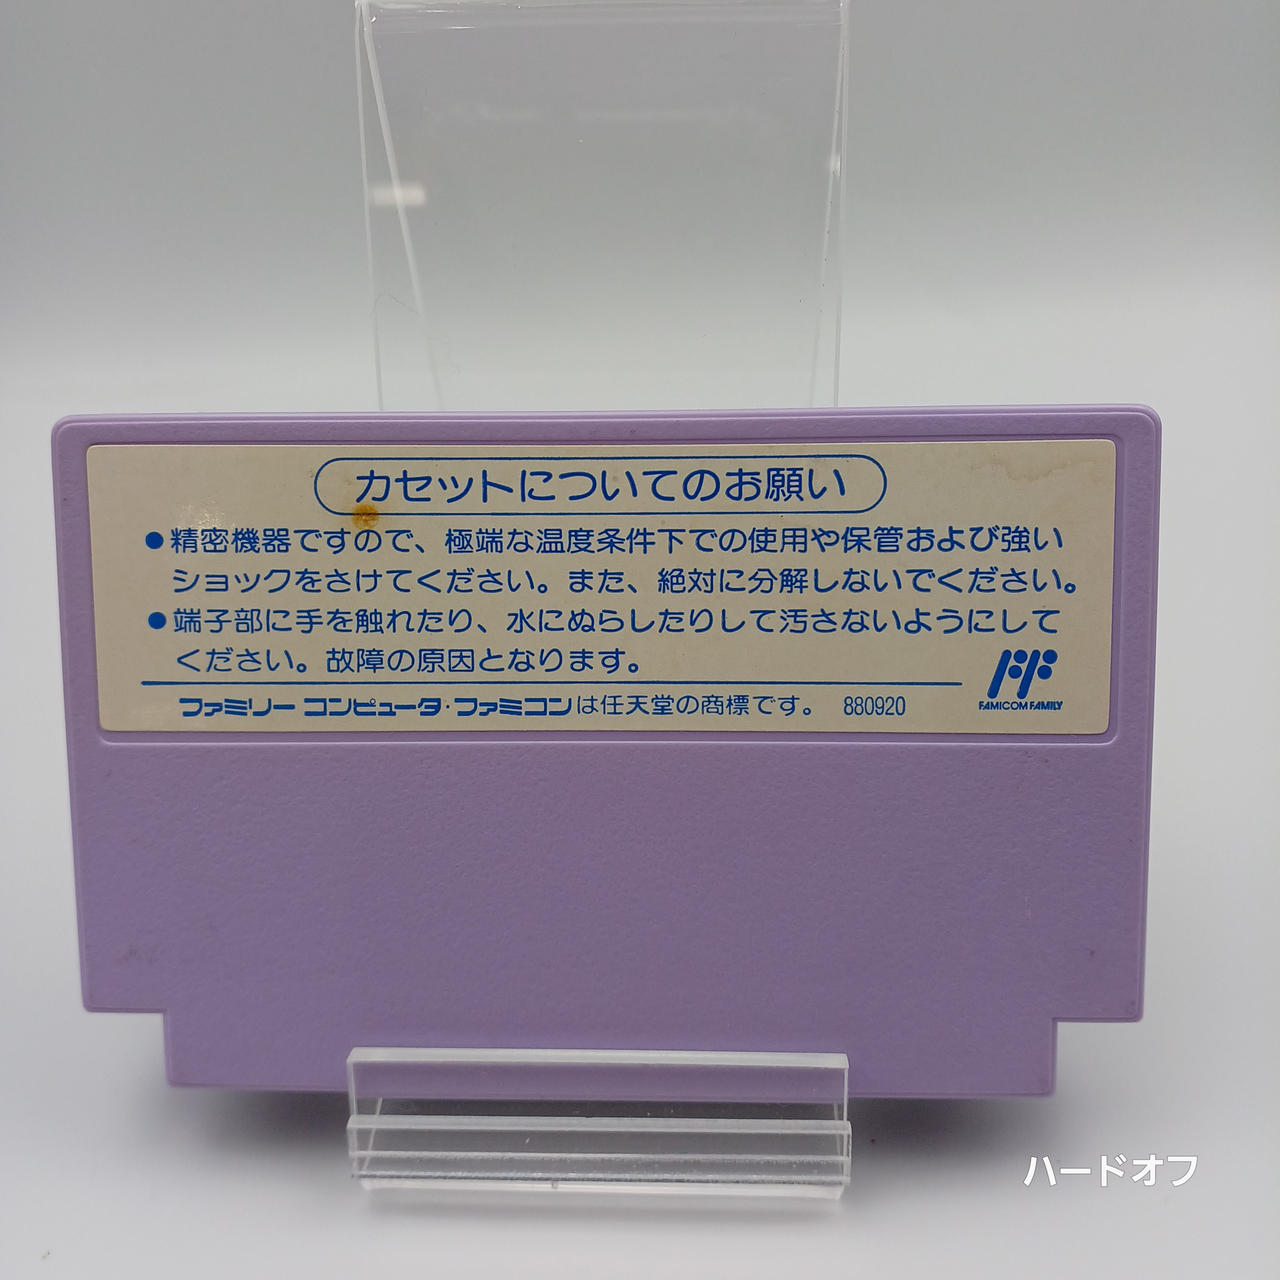 カセットについてのお願い
●精密機器ですので、極端な温度条件下での使用や保管および強い
ショックをさけてください。また、絶対に分解しないでください。
●端子部に手を触れたり、水にぬらしたりして汚さないようにして
ください。故障の原因となります。
ファミリー コンピュータ・ファミコンは任天堂の商標です。 880920
FAMICOM FAMILY
ハードオフ